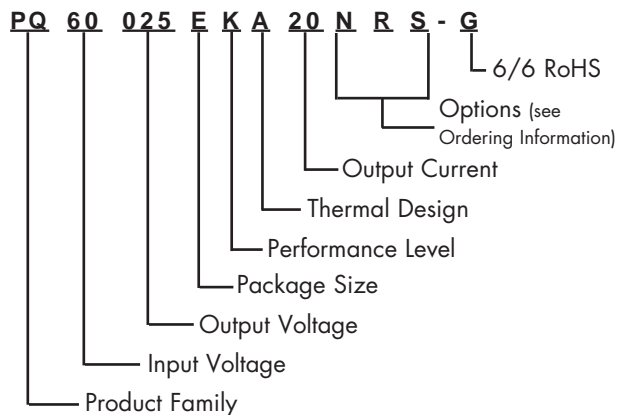 PQ 60 025 E K A 20 N R S - G
6/6 RoHS
Options (see
Ordering Information)
Output Current
Thermal Design
Performance Level
Package Size
Output Voltage
Input Voltage
Product Family